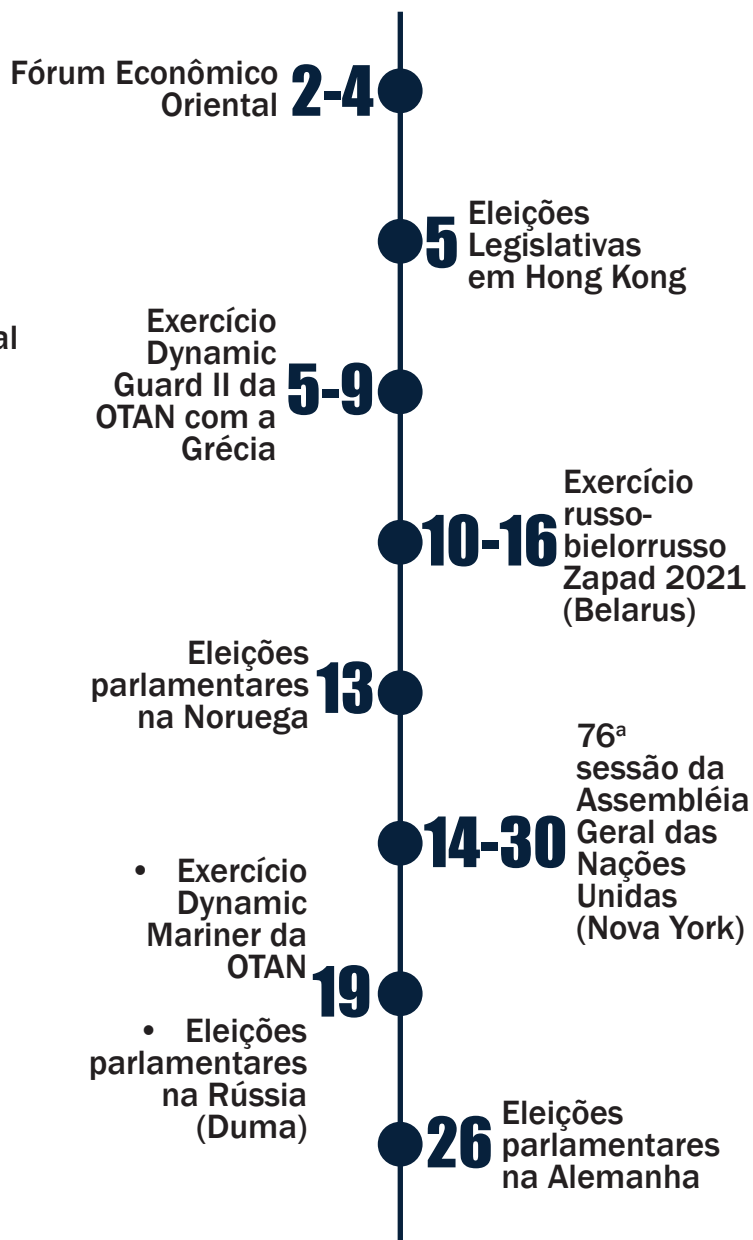 Fórum Econômico
Oriental
2-4
5
Eleições
Legislativas
em Hong Kong
al
Exercício
Dynamic
Guard II da
OTAN com a
Grécia
5-9
10-16
Exercício
russo-
bielorrusso
Zapad 2021
(Belarus)
Eleições
parlamentares
na Noruega
13
14-30
76ª
sessão da
Assembléia
Geral das
Nações
Unidas
(Nova York)
• Exercício
Dynamic
Mariner da
OTAN
19
• Eleições
parlamentares
na Rússia
(Duma)
26
Eleições
parlamentares
na Alemanha